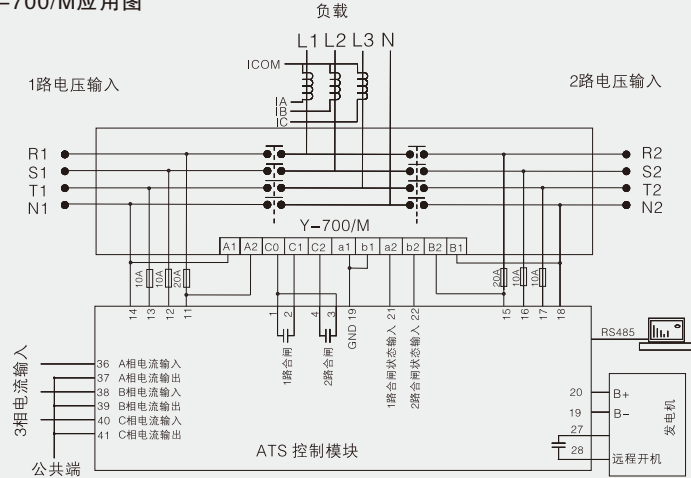 -700/M应用图
负载
L1 L2 L3 N
ICOM
1路电压输入
2路电压输入
IA
IB
IC
R1
S1
T1
N1
R2
S2
T2
N2
Y-700/M
A1 A2 C0 C1 C2 a1 b1 a2 b2 B2 B1
10A 10A 20A
20A 10A 10A
14 13 12 11
1 2 4 3
GND 19
1路合闸状态输入 21
2路合闸状态输入 22
15 16 17 18
1路合闸
2路合闸
RS485
3相电流输入
36 A相电流输入
37 A相电流输出
38 B相电流输入
39 B相电流输出
40 C相电流输入
41 C相电流输出
公共端
ATS 控制模块
20 B+
19 B-
27
28 远程开机
发电机